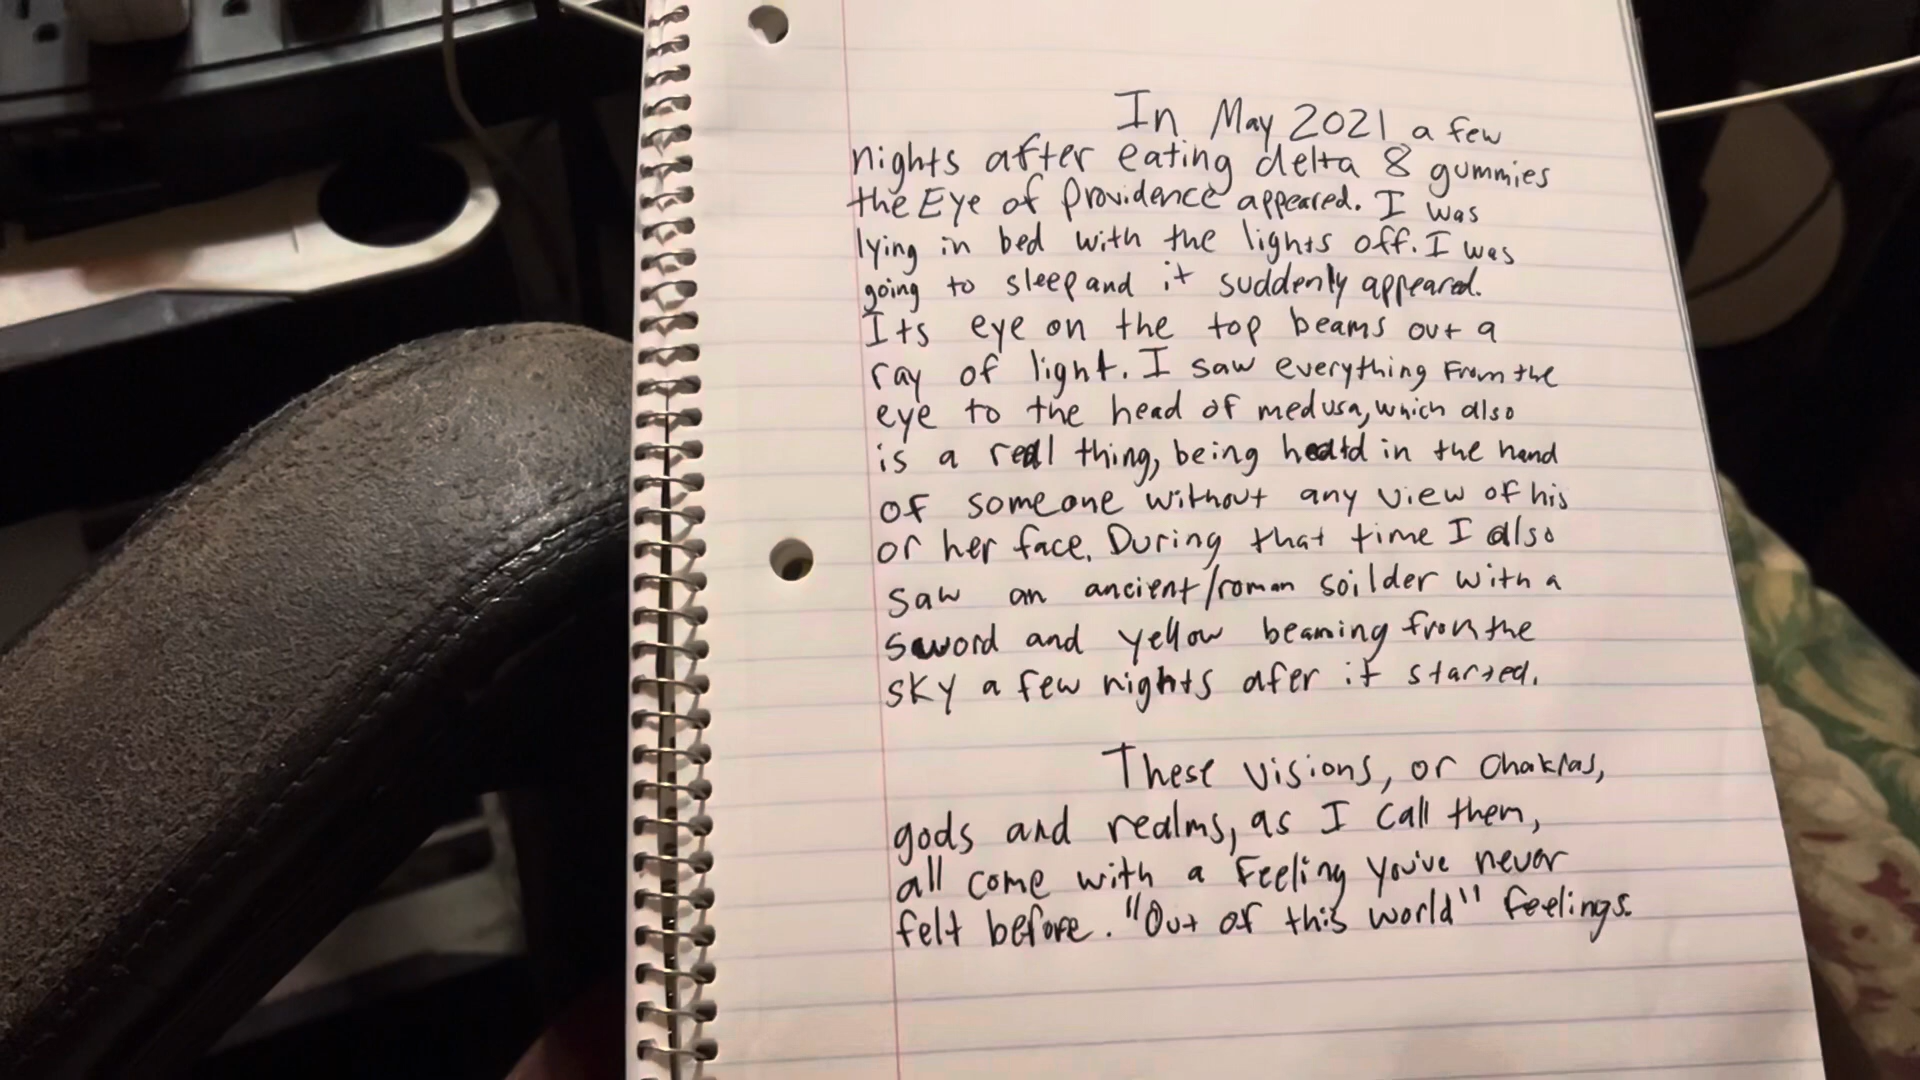 In May 2021 a few
nights after eating delta 8 gummies
the Eye of Providence appeared. I was
lying in bed with the lights off. I was
going to sleep and it suddenly appeared.
Its eye on the top beams out a
ray of light. I saw everything from the
eye to the head of medusa, which also
is a real thing, being in the hand
of someone without any view of his
or her face. During that time I also
saw an ancient/roman soilder with a
sword and yellow beaming from the
sky a few nights afer it started.
These visions, or chakras,
gods and realms, as I call them,
all come with a feeling you've never
felt before. "Out of this world" feelings.